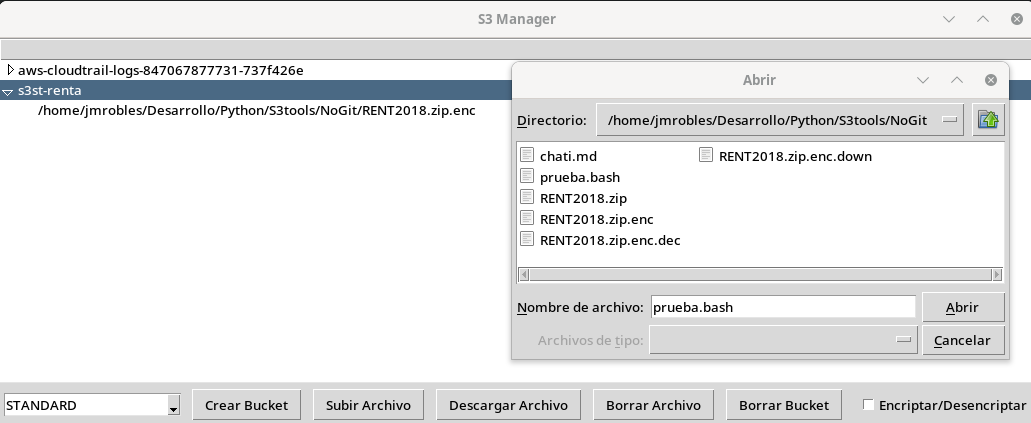 S3 Manager
aws-cloudtrail-logs-847067877731-737f426e
s3st-renta
/home/jmrobles/Desarrollo/Python/S3tools/NoGit/RENT2018.zip.enc
Abrir
Directorio: /home/jmrobles/Desarrollo/Python/S3tools/NoGit
chati.md RENT2018.zip.enc.down
prueba.bash
RENT2018.zip
RENT2018.zip.enc
RENT2018.zip.enc.dec
Nombre de archivo: prueba.bash Abrir
Archivos de tipo: Cancelar
STANDARD Crear Bucket Subir Archivo Descargar Archivo Borrar Archivo Borrar Bucket Encriptar/Desencriptar